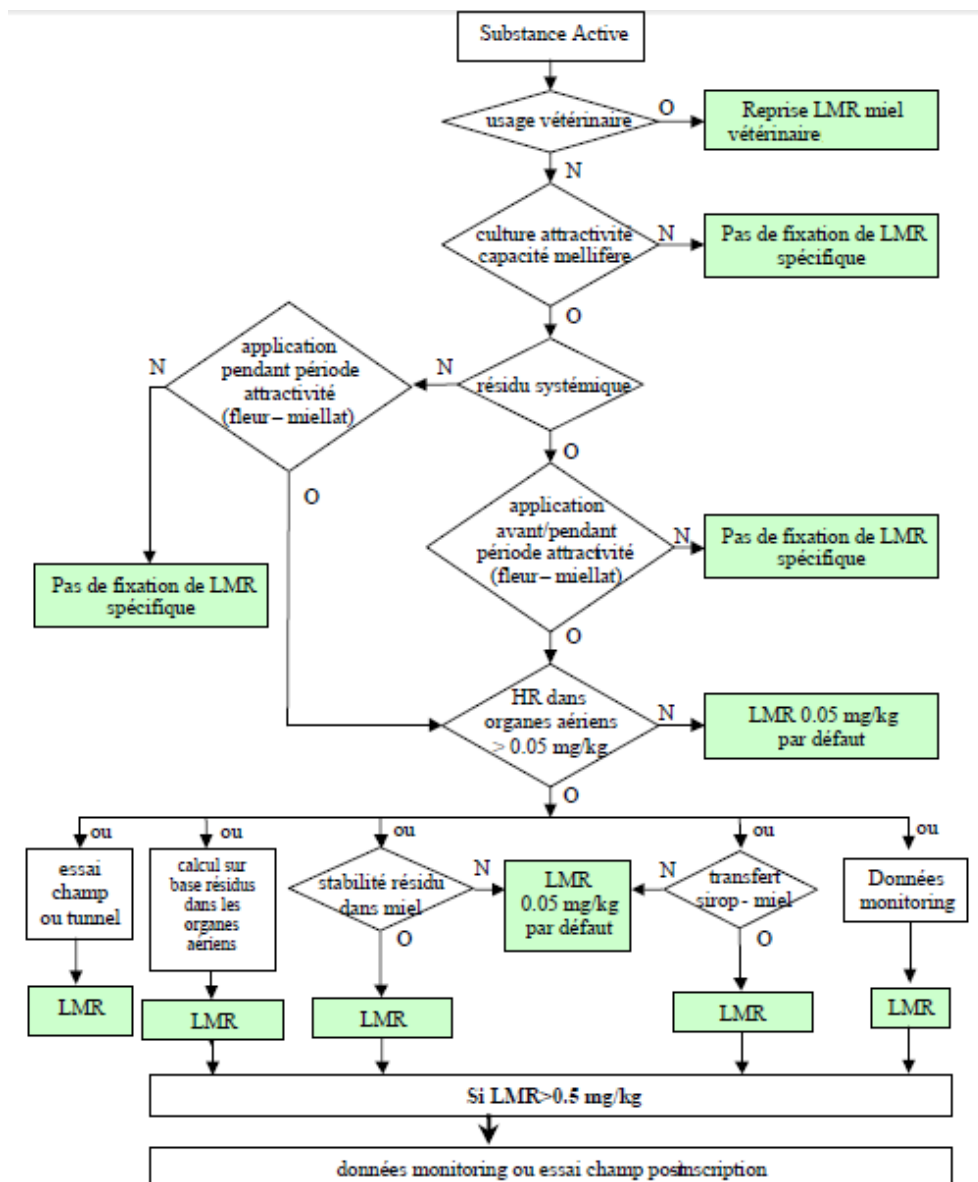 Substance Active
usage vétérinaire
O
Reprise LMR miel
vétérinaire
N
culture attractivité
capacité mellifère
N
Pas de fixation de LMR
spécifique
O
application
pendant période
attractivité
(fleur – miellat)
N
N
résidu systémique
O
O
application
avant/pendant
période attractivité
(fleur – miellat)
N
Pas de fixation de LMR
spécifique
Pas de fixation de LMR
spécifique
O
HR dans
organes aériens
> 0.05 mg/kg
N
LMR 0.05 mg/kg
par défaut
O
ou
ou
ou
ou
ou
essai
champ
ou tunnel
calcul sur
base résidus
dans les
organes
aériens
stabilité résidu
dans miel
N
LMR
0.05 mg/kg
par défaut
N
transfert
sirop - miel
Données
monitoring
O
O
LMR
LMR
LMR
LMR
LMR
Si LMR>0.5 mg/kg
données monitoring ou essai champ postinscription